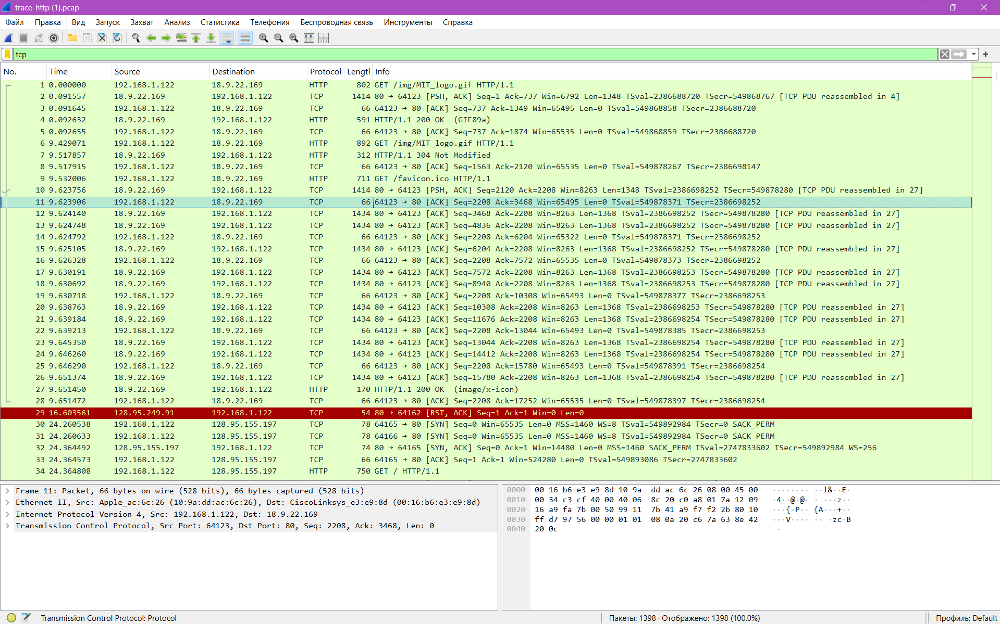 trace-http (1).pcap
Файл Правка Вид Запуск Захват Анализ Статистика Телефония Беспроводная связь Инструменты Справка
tcp
No. Time Source Destination Protocol Length Info
1 0.000000 192.168.1.122 18.9.22.169 HTTP 802 GET /img/MIT_logo.gif HTTP/1.1
2 0.091557 18.9.22.169 192.168.1.122 TCP 1414 80 → 64123 [PSH, ACK] Seq=1 Ack=737 Win=6792 Len=1348 TSval=2386688720 TSecr=549868767 [TCP PDU reassembled in 4]
3 0.091645 192.168.1.122 18.9.22.169 TCP 66 64123 → 80 [ACK] Seq=737 Ack=1349 Win=65495 Len=0 TSval=549868858 TSecr=2386688720
4 0.092632 18.9.22.169 192.168.1.122 HTTP 591 HTTP/1.1 200 OK (GIF89a)
5 0.092655 192.168.1.122 18.9.22.169 TCP 66 64123 → 80 [ACK] Seq=737 Ack=1874 Win=65535 Len=0 TSval=549868859 TSecr=2386688720
6 9.429071 192.168.1.122 18.9.22.169 HTTP 892 GET /img/MIT_logo.gif HTTP/1.1
7 9.517857 18.9.22.169 192.168.1.122 HTTP 312 HTTP/1.1 304 Not Modified
8 9.517915 192.168.1.122 18.9.22.169 TCP 66 64123 → 80 [ACK] Seq=1563 Ack=2120 Win=65535 Len=0 TSval=549878267 TSecr=2386698147
9 9.532006 192.168.1.122 18.9.22.169 HTTP 711 GET /favicon.ico HTTP/1.1
10 9.623756 18.9.22.169 192.168.1.122 TCP 1414 80 → 64123 [PSH, ACK] Seq=2120 Ack=2208 Win=8263 Len=1348 TSval=2386698252 TSecr=549878280 [TCP PDU reassembled in 27]
11 9.623906 192.168.1.122 18.9.22.169 TCP 66 64123 → 80 [ACK] Seq=2208 Ack=3468 Win=65495 Len=0 TSval=549878371 TSecr=2386698252
12 9.624140 18.9.22.169 192.168.1.122 TCP 1434 80 → 64123 [ACK] Seq=3468 Ack=2208 Win=8263 Len=1368 TSval=2386698252 TSecr=549878280 [TCP PDU reassembled in 27]
13 9.624748 18.9.22.169 192.168.1.122 TCP 1434 80 → 64123 [ACK] Seq=4836 Ack=2208 Win=8263 Len=1368 TSval=2386698252 TSecr=549878280 [TCP PDU reassembled in 27]
14 9.624792 192.168.1.122 18.9.22.169 TCP 66 64123 → 80 [ACK] Seq=2208 Ack=6204 Win=65322 Len=0 TSval=549878371 TSecr=2386698252
15 9.625105 18.9.22.169 192.168.1.122 TCP 1434 80 → 64123 [ACK] Seq=6204 Ack=2208 Win=8263 Len=1368 TSval=2386698252 TSecr=549878280 [TCP PDU reassembled in 27]
16 9.626328 192.168.1.122 18.9.22.169 TCP 66 64123 → 80 [ACK] Seq=2208 Ack=7572 Win=65535 Len=0 TSval=549878373 TSecr=2386698252
17 9.630191 18.9.22.169 192.168.1.122 TCP 1434 80 → 64123 [ACK] Seq=7572 Ack=2208 Win=8263 Len=1368 TSval=2386698253 TSecr=549878280 [TCP PDU reassembled in 27]
18 9.630692 18.9.22.169 192.168.1.122 TCP 1434 80 → 64123 [ACK] Seq=8940 Ack=2208 Win=8263 Len=1368 TSval=2386698253 TSecr=549878280 [TCP PDU reassembled in 27]
19 9.630718 192.168.1.122 18.9.22.169 TCP 66 64123 → 80 [ACK] Seq=2208 Ack=10308 Win=65493 Len=0 TSval=549878377 TSecr=2386698253
20 9.638763 18.9.22.169 192.168.1.122 TCP 1434 80 → 64123 [ACK] Seq=10308 Ack=2208 Win=8263 Len=1368 TSval=2386698253 TSecr=549878280 [TCP PDU reassembled in 27]
21 9.639184 18.9.22.169 192.168.1.122 TCP 1434 80 → 64123 [ACK] Seq=11676 Ack=2208 Win=8263 Len=1368 TSval=2386698254 TSecr=549878280 [TCP PDU reassembled in 27]
22 9.639213 192.168.1.122 18.9.22.169 TCP 66 64123 → 80 [ACK] Seq=2208 Ack=13044 Win=65493 Len=0 TSval=549878385 TSecr=2386698253
23 9.645350 18.9.22.169 192.168.1.122 TCP 1434 80 → 64123 [ACK] Seq=13044 Ack=2208 Win=8263 Len=1368 TSval=2386698254 TSecr=549878280 [TCP PDU reassembled in 27]
24 9.646260 18.9.22.169 192.168.1.122 TCP 1434 80 → 64123 [ACK] Seq=14412 Ack=2208 Win=8263 Len=1368 TSval=2386698254 TSecr=549878280 [TCP PDU reassembled in 27]
25 9.646290 192.168.1.122 18.9.22.169 TCP 66 64123 → 80 [ACK] Seq=2208 Ack=15780 Win=65493 Len=0 TSval=549878391 TSecr=2386698254
26 9.651374 18.9.22.169 192.168.1.122 TCP 1434 80 → 64123 [ACK] Seq=15780 Ack=2208 Win=8263 Len=1368 TSval=2386698254 TSecr=549878280 [TCP PDU reassembled in 27]
27 9.651450 18.9.22.169 192.168.1.122 HTTP 170 HTTP/1.1 200 OK (image/x-icon)
28 9.651472 192.168.1.122 18.9.22.169 TCP 66 64123 → 80 [ACK] Seq=2208 Ack=17252 Win=65535 Len=0 TSval=549878397 TSecr=2386698254
29 16.603561 128.95.249.91 192.168.1.122 TCP 54 80 → 64162 [RST, ACK] Seq=1 Ack=1 Win=0 Len=0
30 24.260538 192.168.1.122 128.95.155.197 TCP 78 64165 → 80 [SYN] Seq=0 Win=65535 Len=0 MSS=1460 WS=8 TSval=549892984 TSecr=0 SACK_PERM
31 24.260633 192.168.1.122 128.95.155.197 TCP 78 64166 → 80 [SYN] Seq=0 Win=65535 Len=0 MSS=1460 WS=8 TSval=549892984 TSecr=0 SACK_PERM
32 24.364492 128.95.155.197 192.168.1.122 TCP 74 80 → 64165 [SYN, ACK] Seq=0 Ack=1 Win=14480 Len=0 MSS=1460 SACK_PERM TSval=2747833602 TSecr=549892984 WS=256
33 24.364573 192.168.1.122 128.95.155.197 TCP 66 64165 → 80 [ACK] Seq=1 Ack=1 Win=524280 Len=0 TSval=549893086 TSecr=2747833602
34 24.364808 192.168.1.122 128.95.155.197 HTTP 750 GET / HTTP/1.1
Frame 11: Packet, 66 bytes on wire (528 bits), 66 bytes captured (528 bits)
Ethernet II, Src: Apple_ac:6c:26 (10:9a:dd:ac:6c:26), Dst: CiscoLinksys_e3:e9:8d (00:16:b6:e3:e9:8d)
Internet Protocol Version 4, Src: 192.168.1.122, Dst: 18.9.22.169
Transmission Control Protocol, Src Port: 64123, Dst Port: 80, Seq: 2208, Ack: 3468, Len: 0
0000 00 16 b6 e3 e9 8d 10 9a dd ac 6c 26 08 00 45 00 ········ ··l&··E·
0010 00 34 c3 cf 40 00 40 06 8c 20 c0 a8 01 7a 12 09 ·4··@·@· · ···z··
0020 16 a9 fa 7b 00 50 99 11 7b 41 a9 f7 f2 2b 80 10 ···{·P·· {A···+··
0030 ff d7 97 56 00 00 01 01 08 0a 20 c6 7a 63 8e 42 ···V···· ·· ·zc·B
0040 20 0c ·
Transmission Control Protocol: Protocol
Пакеты: 1398 · Отображено: 1398 (100.0%)
Профиль: Default